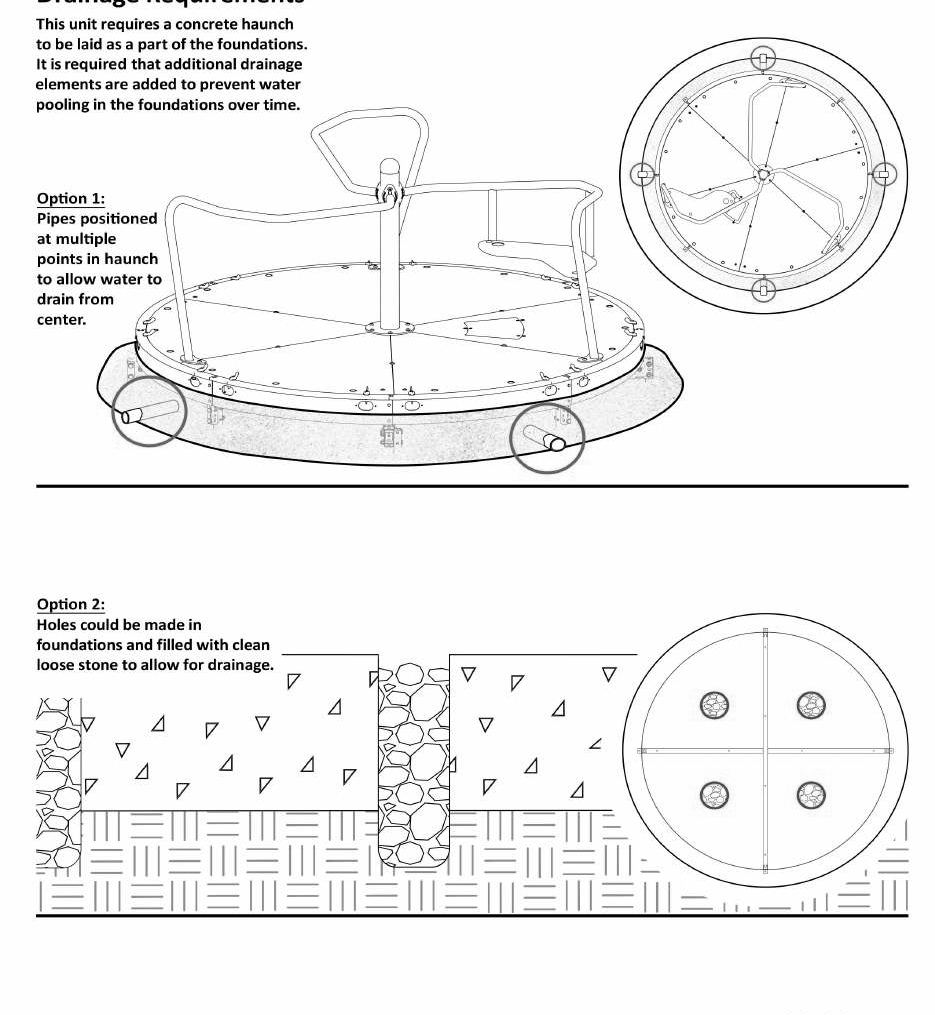 Drainage Requirements
This unit requires a concrete haunch
to be laid as a part of the foundations.
It is required that additional drainage
elements are added to prevent water
pooling in the foundations over time.
Option 1:
Pipes positioned
at multiple
points in haunch
to allow water to
drain from
center.
Option 2:
Holes could be made in
foundations and filled with clean
loose stone to allow for drainage.